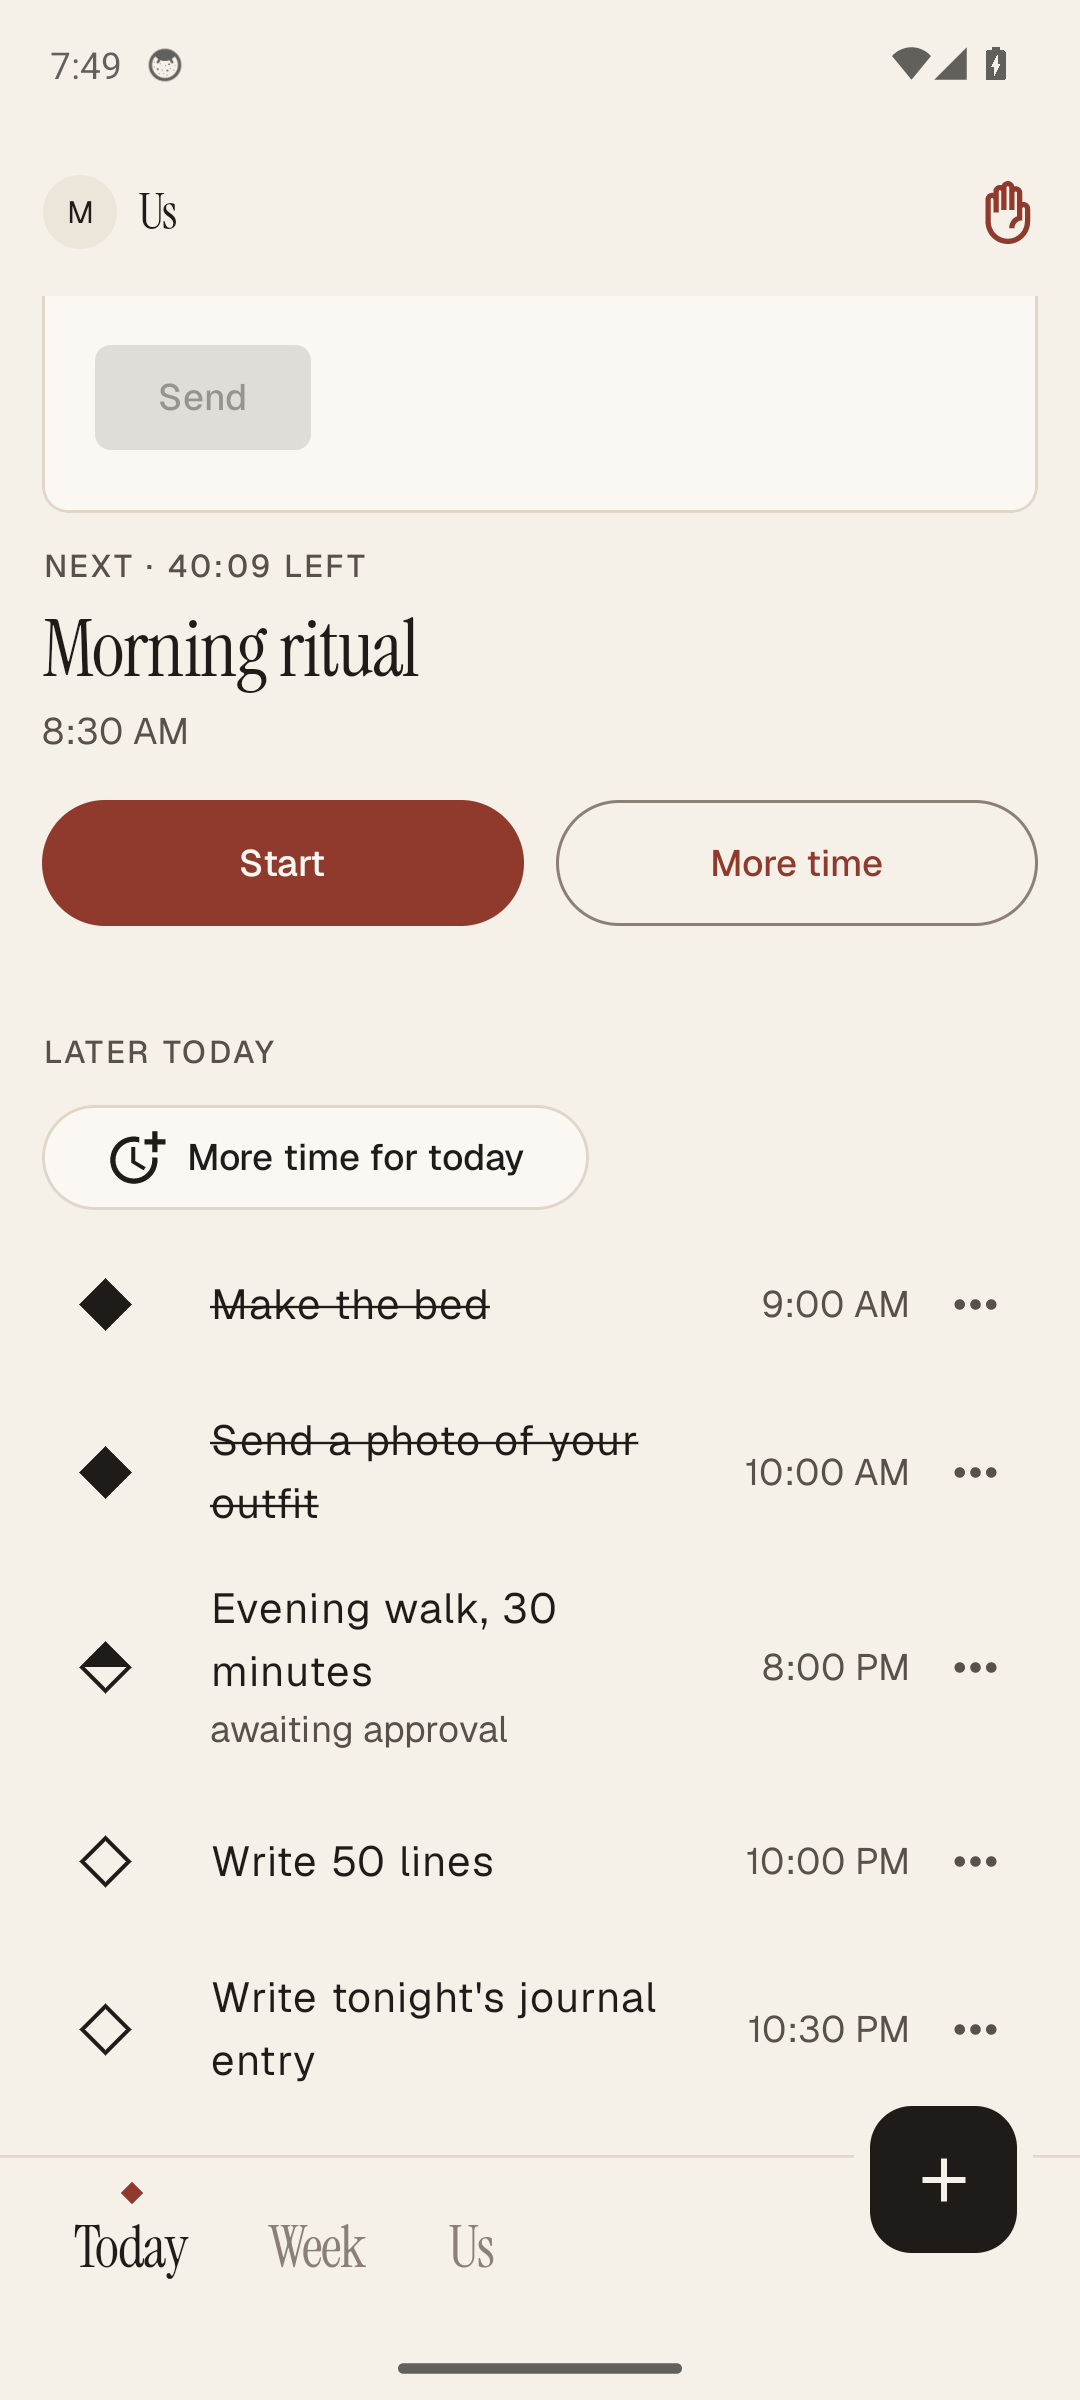 7:49
M
Us
Send
NEXT · 40:09 LEFT
Morning ritual
8:30 AM
Start
More time
LATER TODAY
More time for today
Make the bed
9:00 AM
Send a photo of your
outfit
10:00 AM
Evening walk, 30
minutes
awaiting approval
8:00 PM
Write 50 lines
10:00 PM
Write tonight's journal
entry
10:30 PM
Today
Week
Us